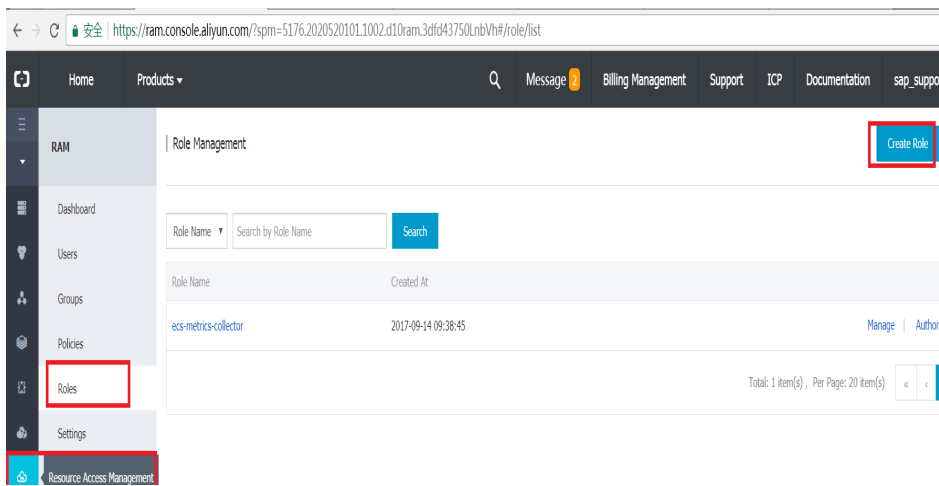 安全 | https://ram.console.aliyun.com/?spm=5176.2020520101.1002.d10ram.3dfd43750LnbVh#/role/list
Home Products Message 2 Billing Management Support ICP Documentation sap_suppo
RAM
Role Management
Create Role
Dashboard
Users
Groups
Policies
Roles
Settings
Resource Access Management
Role Name Search by Role Name Search
Role Name Created At
ecs-metrics-collector 2017-09-14 09:38:45 Manage | Author
Total: 1 item(s) , Per Page: 20 item(s) « ‹